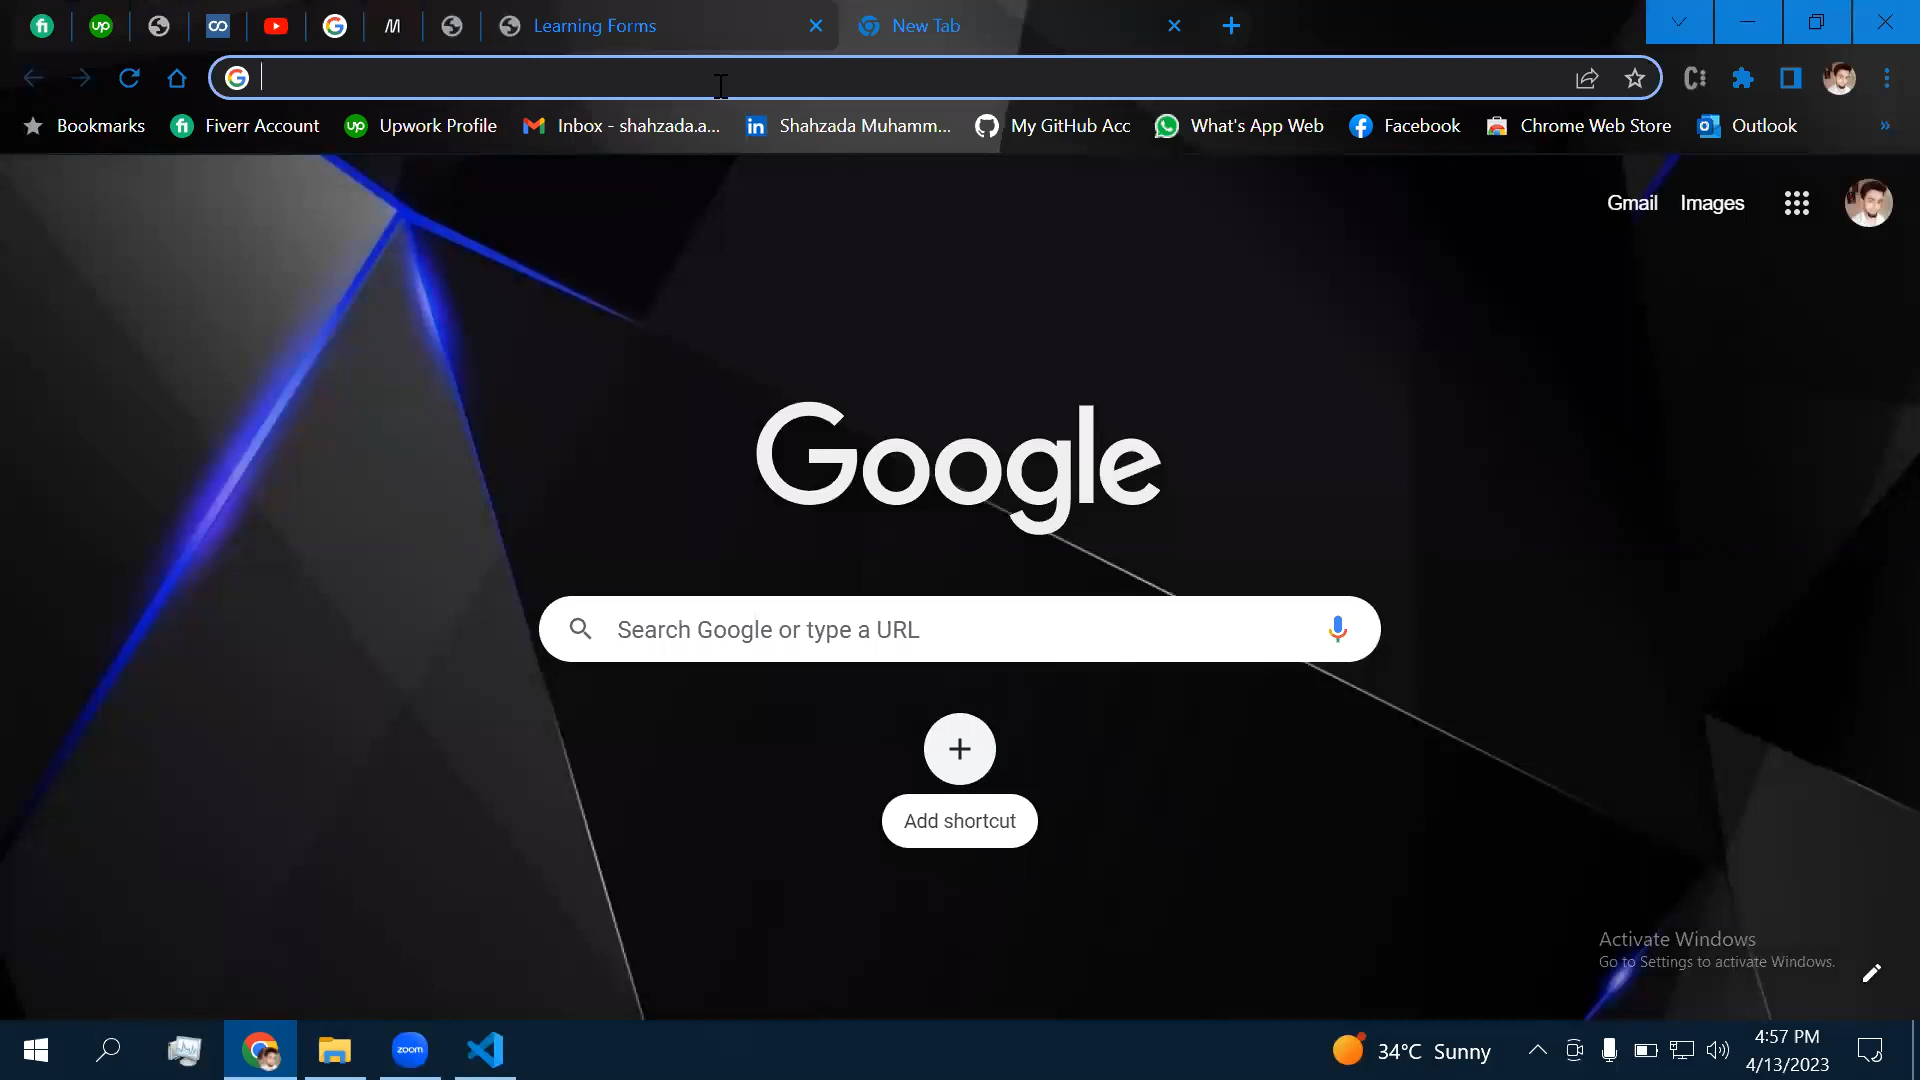 Learning Forms
New Tab
Bookmarks
Fiverr Account
Upwork Profile
Inbox - shahzada.a...
Shahzada Muhamm...
My GitHub Acc
What's App Web
Facebook
Chrome Web Store
Outlook
»
Gmail Images
Google
Search Google or type a URL
Add shortcut
Activate Windows
Go to Settings to activate Windows.
zoom
34°C Sunny
4:57 PM
4/13/2023